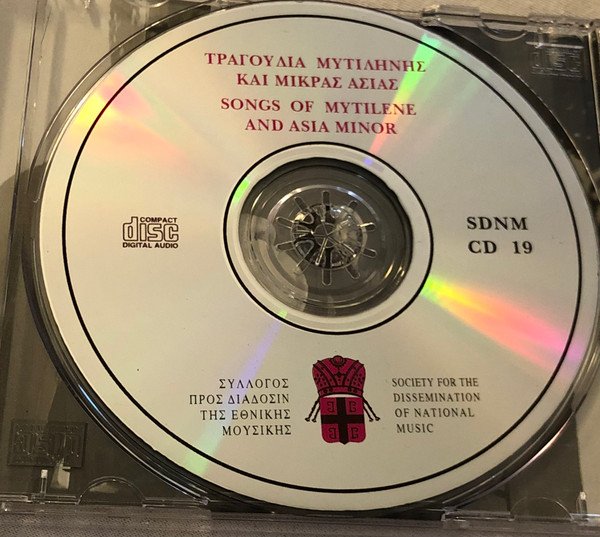 ΤΡΑΓΟΥΔΙΑ ΜΥΤΙΛΗΝΗΣ
ΚΑΙ ΜΙΚΡΑΣ ΑΣΙΑΣ
SONGS OF MYTILENE
AND ASIA MINOR
COMPACT
disc
DIGITAL AUDIO
SDNM
CD 19
ΣΥΛΛΟΓΟΣ
ΠΡΟΣ ΔΙΑΔΟΣΙΝ
ΤΗΣ ΕΘΝΙΚΗΣ
ΜΟΥΣΙΚΗΣ
SOCIETY FOR THE
DISSEMINATION
OF NATIONAL
MUSIC